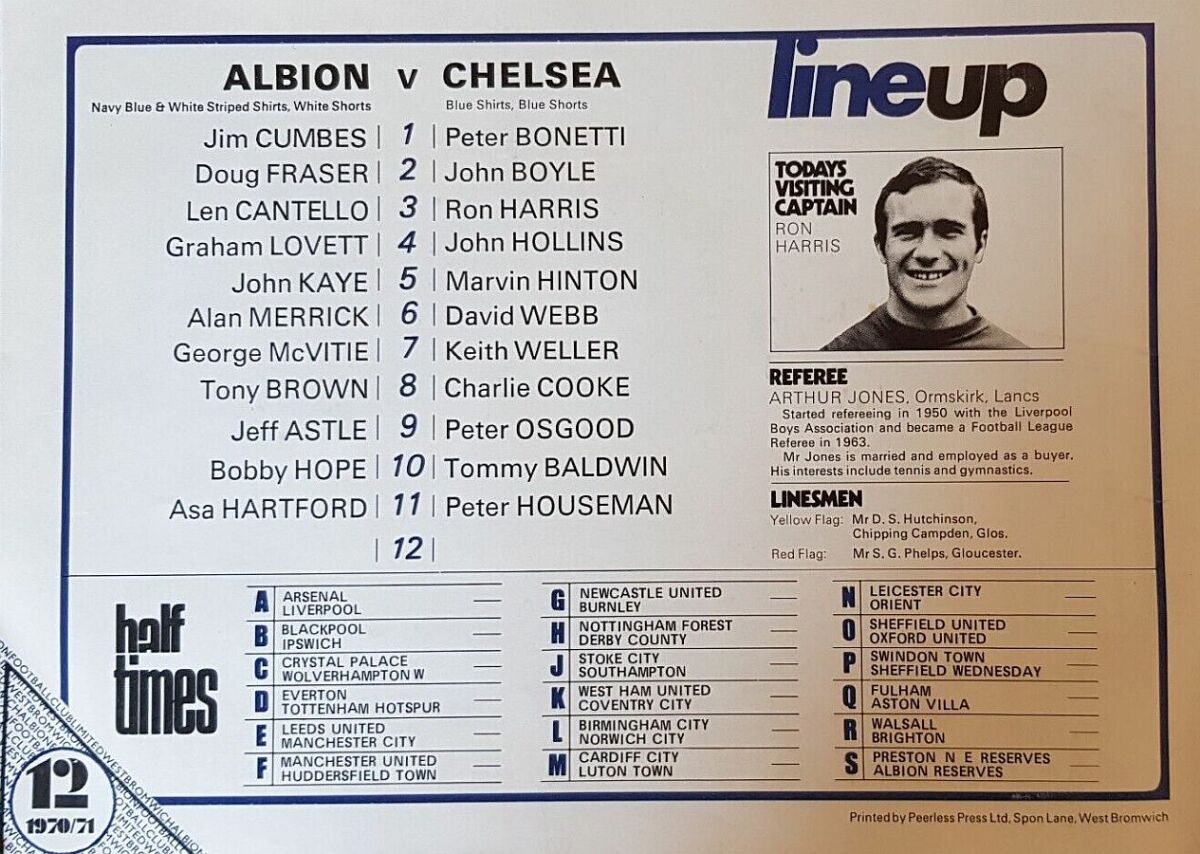 ALBION v CHELSEA
Navy Blue & White Striped Shirts, White Shorts
Blue Shirts, Blue Shorts
Jim CUMBES | 1 | Peter BONETTI
Doug FRASER | 2 | John BOYLE
Len CANTELLO | 3 | Ron HARRIS
Graham LOVETT | 4 | John HOLLINS
John KAYE | 5 | Marvin HINTON
Alan MERRICK | 6 | David WEBB
George McVITIE | 7 | Keith WELLER
Tony BROWN | 8 | Charlie COOKE
Jeff ASTLE | 9 | Peter OSGOOD
Bobby HOPE | 10 | Tommy BALDWIN
Asa HARTFORD | 11 | Peter HOUSEMAN
| 12 |
lineup
TODAYS
VISITING
CAPTAIN
RON
HARRIS
REFEREE
ARTHUR JONES, Ormskirk, Lancs
Started refereeing in 1950 with the Liverpool
Boys Association and became a Football League
Referee in 1963.
Mr Jones is married and employed as a buyer.
His interests include tennis and gymnastics.
LINESMEN
Yellow Flag: Mr D. S. Hutchinson,
Chipping Campden, Glos.
Red Flag: Mr S. G. Phelps, Gloucester.
half
times
A ARSENAL
LIVERPOOL
B BLACKPOOL
IPSWICH
C CRYSTAL PALACE
WOLVERHAMPTON W
D EVERTON
TOTTENHAM HOTSPUR
E LEEDS UNITED
MANCHESTER CITY
F MANCHESTER UNITED
HUDDERSFIELD TOWN
G NEWCASTLE UNITED
BURNLEY
H NOTTINGHAM FOREST
DERBY COUNTY
J STOKE CITY
SOUTHAMPTON
K WEST HAM UNITED
COVENTRY CITY
L BIRMINGHAM CITY
NORWICH CITY
M CARDIFF CITY
LUTON TOWN
N LEICESTER CITY
ORIENT
O SHEFFIELD UNITED
OXFORD UNITED
P SWINDON TOWN
SHEFFIELD WEDNESDAY
Q FULHAM
ASTON VILLA
R WALSALL
BRIGHTON
S PRESTON N E RESERVES
ALBION RESERVES
12
1970/71
Printed by Peerless Press Ltd, Spon Lane, West Bromwich